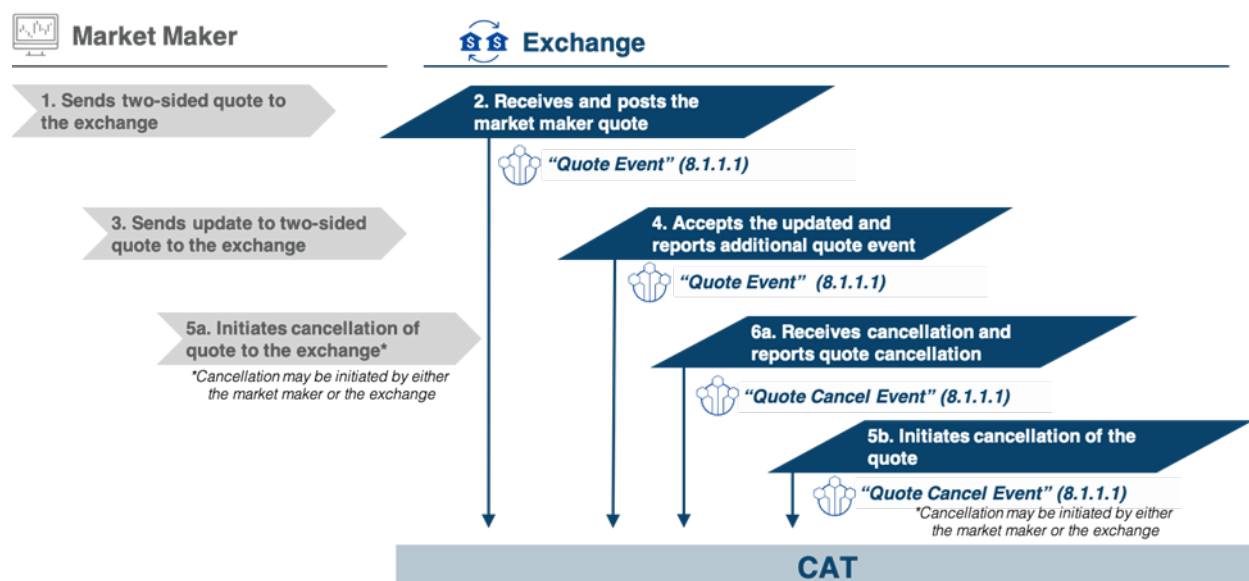 Market Maker
Exchange
1. Sends two-sided quote to
the exchange
2. Receives and posts the
market maker quote
“Quote Event” (8.1.1.1)
3. Sends update to two-sided
quote to the exchange
4. Accepts the updated and
reports additional quote event
“Quote Event” (8.1.1.1)
5a. Initiates cancellation of
quote to the exchange*
*Cancellation may be initiated by either
the market maker or the exchange
6a. Receives cancellation and
reports quote cancellation
“Quote Cancel Event” (8.1.1.1)
5b. Initiates cancellation of the
quote
“Quote Cancel Event” (8.1.1.1)
*Cancellation may be initiated by either
the market maker or the exchange
CAT